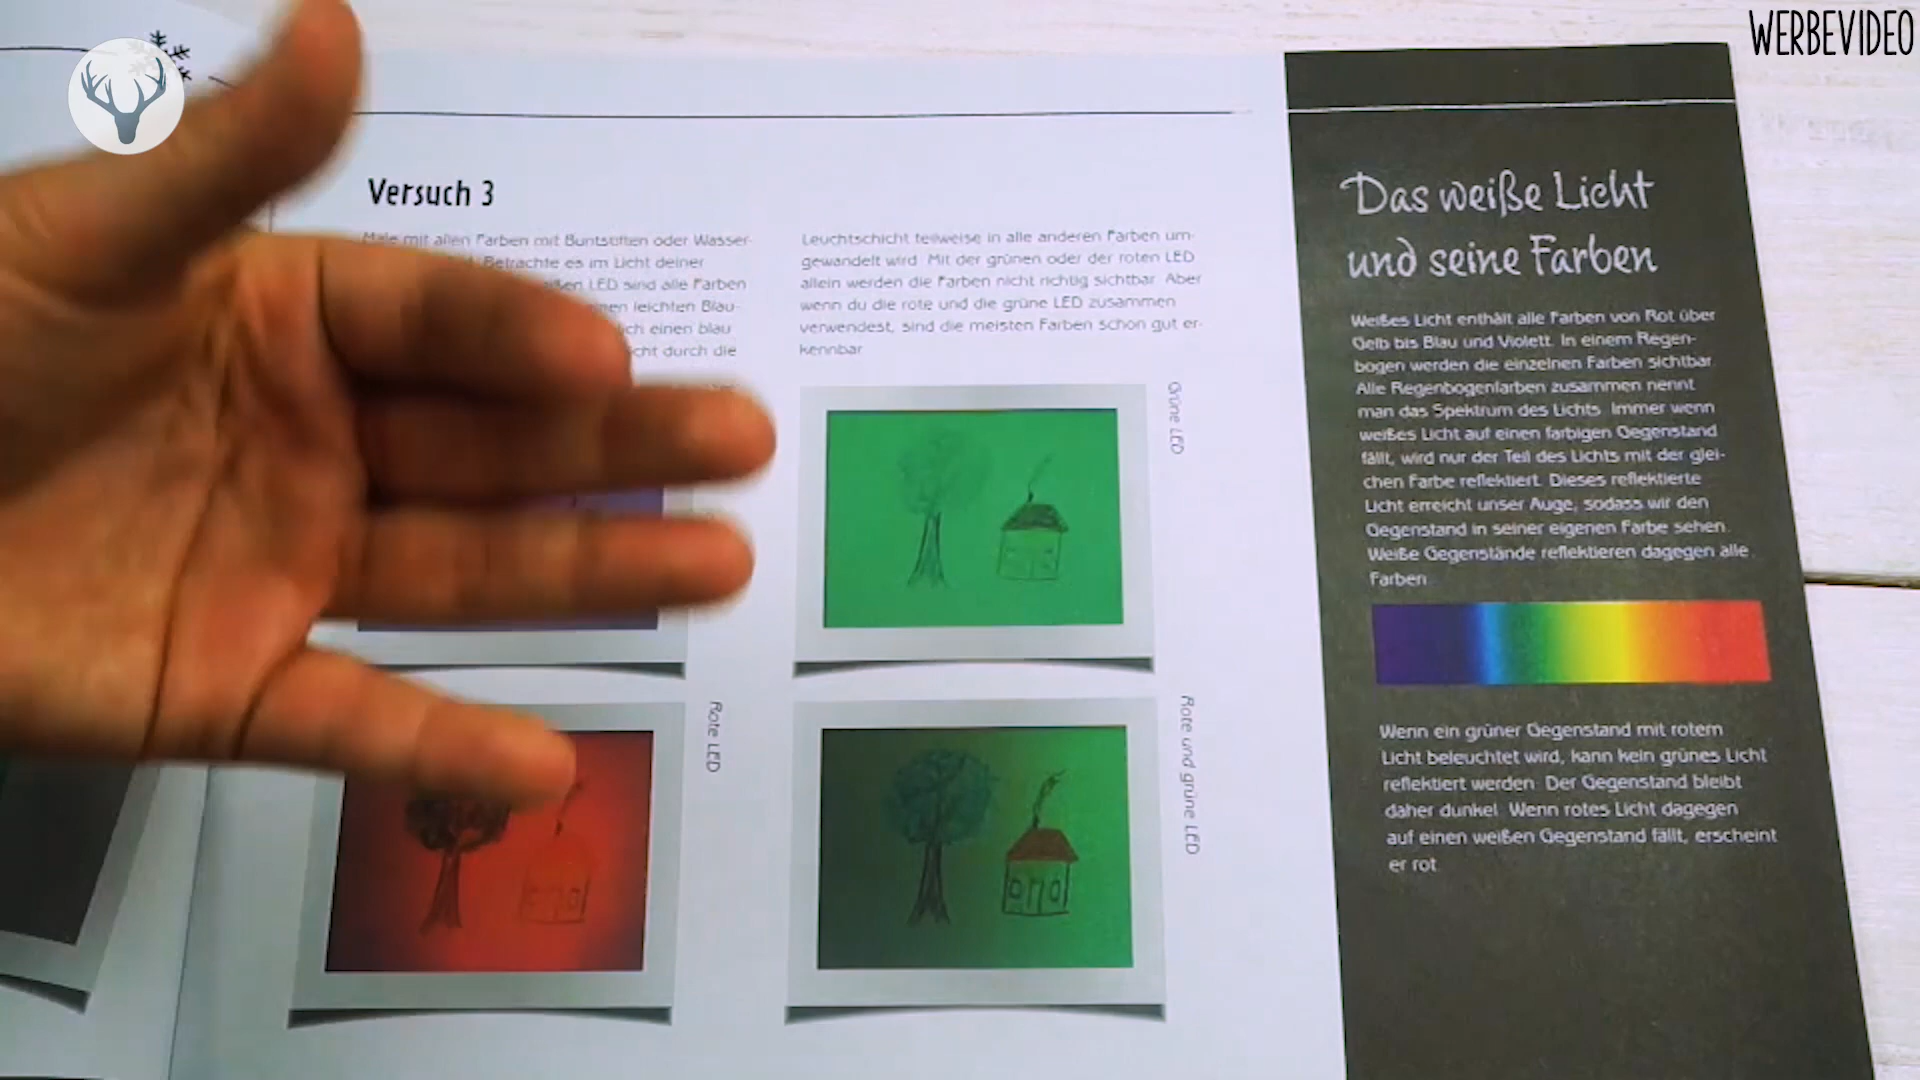 WERBEVIDEO
Versuch 3
Male mit allen Farben mit Buntstiften oder Wasser-
Betrachte es im Licht deiner
LED sind alle Farben
leichten Blau-
einen blau
durch die
Leuchtschicht teilweise in alle anderen Farben um-
gewandelt wird. Mit der grünen oder der roten LED
allein werden die Farben nicht richtig sichtbar. Aber
wenn du die rote und die grüne LED zusammen
verwendest, sind die meisten Farben schon gut er-
kennbar.
Grüne LED
Rote LED
Rote und grüne LED
Das weiße Licht
und seine Farben
Weißes Licht enthält alle Farben von Rot über
Gelb bis Blau und Violett. In einem Regen-
bogen werden die einzelnen Farben sichtbar.
Alle Regenbogenfarben zusammen nennt
man das Spektrum des Lichts. Immer wenn
weißes Licht auf einen farbigen Gegenstand
fällt, wird nur der Teil des Lichts mit der glei-
chen Farbe reflektiert. Dieses reflektierte
Licht erreicht unser Auge, sodass wir den
Gegenstand in seiner eigenen Farbe sehen.
Weiße Gegenstände reflektieren dagegen alle
Farben.
Wenn ein grüner Gegenstand mit rotem
Licht beleuchtet wird, kann kein grünes Licht
reflektiert werden. Der Gegenstand bleibt
daher dunkel. Wenn rotes Licht dagegen
auf einen weißen Gegenstand fällt, erscheint
er rot.